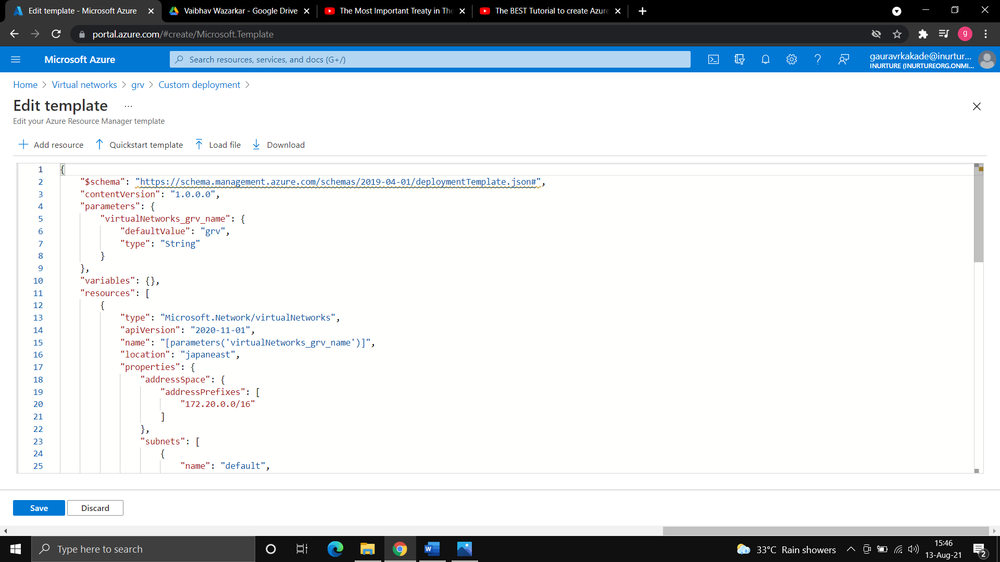 Edit template - Microsoft Azure
Vaibhav Wazarkar - Google Drive
The Most Important Treaty in The
The BEST Tutorial to create Azure
portal.azure.com/#create/Microsoft.Template
g
Microsoft Azure
Search resources, services, and docs (G+/)
gauravrkakade@inurtur...
INURTURE (INURTUREORG.ONMI...
Home > Virtual networks > grv > Custom deployment >
Edit template ...
Edit your Azure Resource Manager template
Add resource
Quickstart template
Load file
Download
1 {
2 "$schema": "https://schema.management.azure.com/schemas/2019-04-01/deploymentTemplate.json#",
3 "contentVersion": "1.0.0.0",
4 "parameters": {
5 "virtualNetworks_grv_name": {
6 "defaultValue": "grv",
7 "type": "String"
8 }
9 },
10 "variables": {},
11 "resources": [
12 {
13 "type": "Microsoft.Network/virtualNetworks",
14 "apiVersion": "2020-11-01",
15 "name": "[parameters('virtualNetworks_grv_name')]",
16 "location": "japaneast",
17 "properties": {
18 "addressSpace": {
19 "addressPrefixes": [
20 "172.20.0.0/16"
21 ]
22 },
23 "subnets": [
24 {
25 "name": "default",
Save
Discard
Type here to search
33°C Rain showers
15:46
13-Aug-21
2